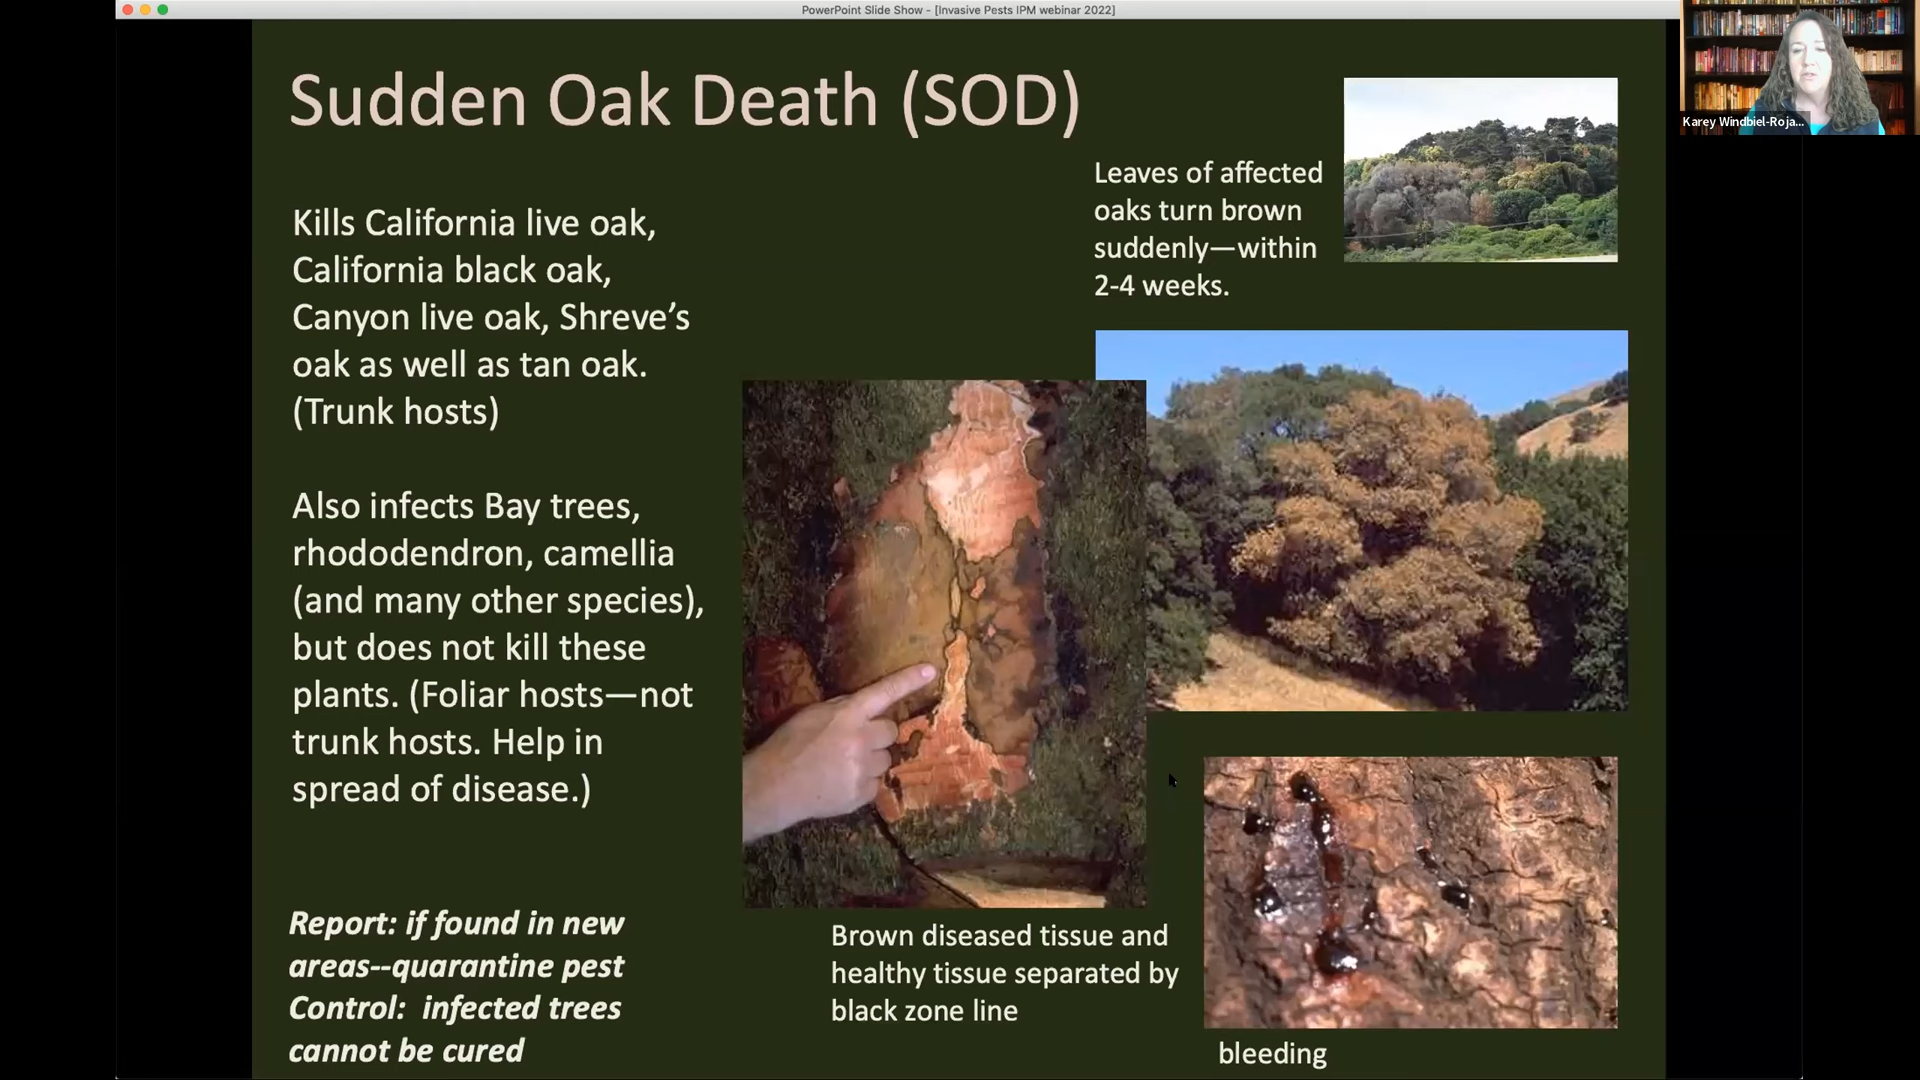 PowerPoint Slide Show - [Invasive Pests IPM webinar 2022]
Karey Windbiel-Roja...
Sudden Oak Death (SOD)
Kills California live oak,
California black oak,
Canyon live oak, Shreve’s
oak as well as tan oak.
(Trunk hosts)
Also infects Bay trees,
rhododendron, camellia
(and many other species),
but does not kill these
plants. (Foliar hosts—not
trunk hosts. Help in
spread of disease.)
Report: if found in new
areas--quarantine pest
Control:  infected trees
cannot be cured
Leaves of affected
oaks turn brown
suddenly—within
2-4 weeks.
Brown diseased tissue and
healthy tissue separated by
black zone line
bleeding